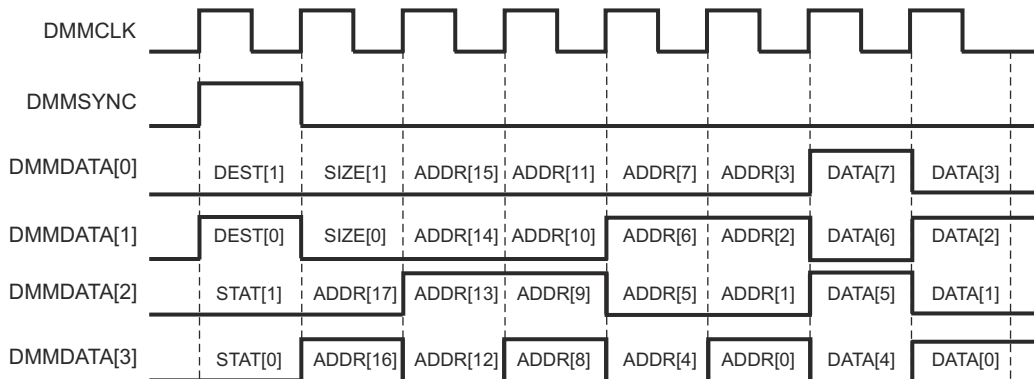 DMMCLK
DMMSYNC
DMMDATA[0] DEST[1] SIZE[1] ADDR[15] ADDR[11] ADDR[7] ADDR[3] DATA[7] DATA[3]
DMMDATA[1] DEST[0] SIZE[0] ADDR[14] ADDR[10] ADDR[6] ADDR[2] DATA[6] DATA[2]
DMMDATA[2] STAT[1] ADDR[17] ADDR[13] ADDR[9] ADDR[5] ADDR[1] DATA[5] DATA[1]
DMMDATA[3] STAT[0] ADDR[16] ADDR[12] ADDR[8] ADDR[4] ADDR[0] DATA[4] DATA[0]